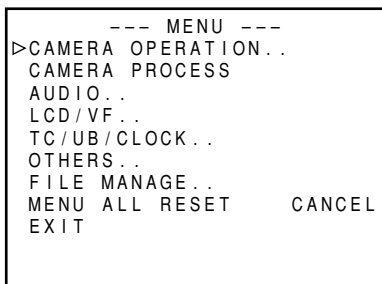 --- MENU ---
▷CAMERA OPERATION..
CAMERA PROCESS
AUDIO..
LCD/VF..
TC/UB/CLOCK..
OTHERS..
FILE MANAGE..
MENU ALL RESET CANCEL
EXIT